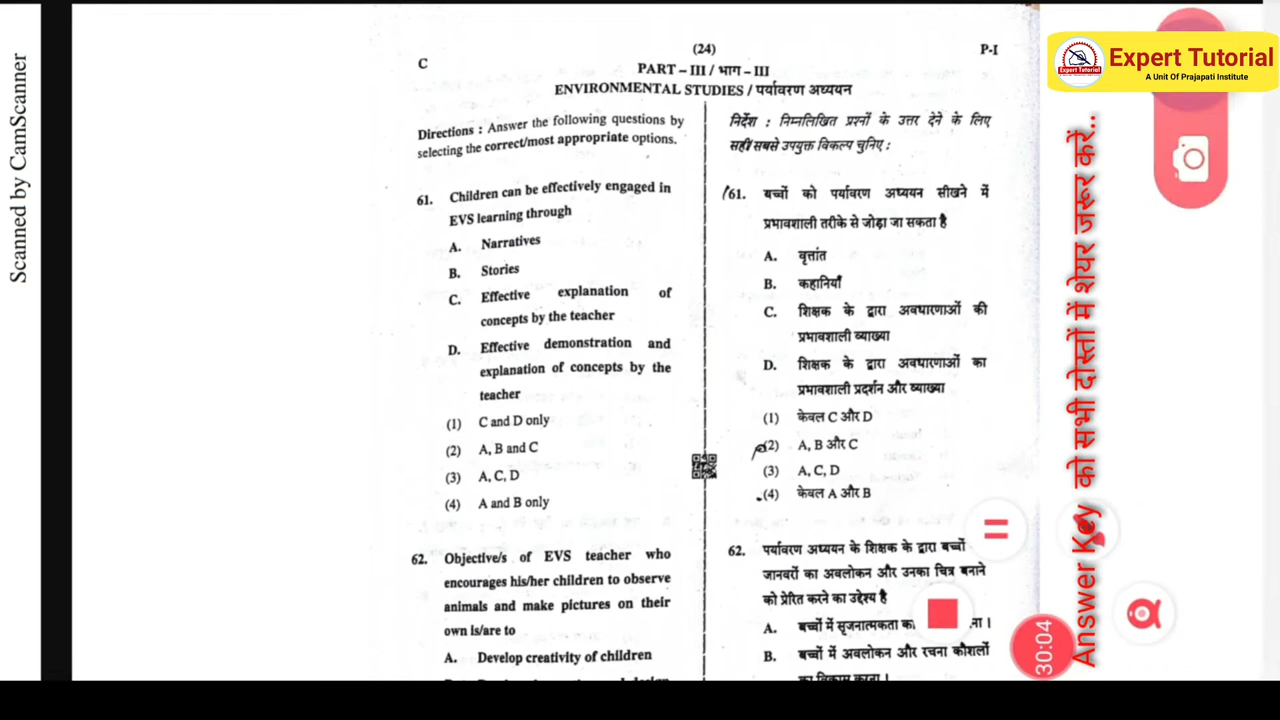 Scanned by CamScanner
C
(24)
P-I
PART – III / भाग – III
ENVIRONMENTAL STUDIES / पर्यावरण अध्ययन
Directions : Answer the following questions by
selecting the correct/most appropriate options.
61. Children can be effectively engaged in
EVS learning through
A. Narratives
B. Stories
C. Effective explanation of
concepts by the teacher
D. Effective demonstration and
explanation of concepts by the
teacher
(1) C and D only
(2) A, B and C
(3) A, C, D
(4) A and B only
62. Objective/s of EVS teacher who
encourages his/her children to observe
animals and make pictures on their
own is/are to
A. Develop creativity of children
निर्देश : निम्नलिखित प्रश्नों के उत्तर देने के लिए
सही/सबसे उपयुक्त विकल्प चुनिए :
61. बच्चों को पर्यावरण अध्ययन सीखने में
प्रभावशाली तरीके से जोड़ा जा सकता है
A. वृत्तांत
B. कहानियाँ
C. शिक्षक के द्वारा अवधारणाओं की
प्रभावशाली व्याख्या
D. शिक्षक के द्वारा अवधारणाओं का
प्रभावशाली प्रदर्शन और व्याख्या
(1) केवल C और D
(2) A, B और C
(3) A, C, D
(4) केवल A और B
62. पर्यावरण अध्ययन के शिक्षक के द्वारा बच्चों
जानवरों का अवलोकन और उनका चित्र बनाने
को प्रेरित करने का उद्देश्य है
A. बच्चों में सृजनात्मकता का
B. बच्चों में अवलोकन और रचना कौशलों
का विकास करना ।
Expert Tutorial
Expert Tutorial
A Unit Of Prajapati Institute
Answer Key को सभी दोस्तों में शेयर जरूर करें..
30:04